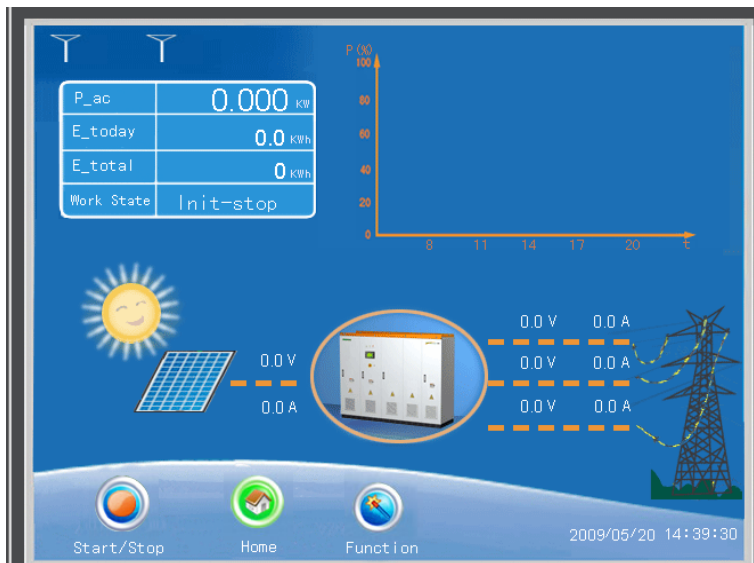 P_ac 0.000 KW
E_today 0.0 KWh
E_total 0 KWh
Work State Init-stop
P(%)
100
80
60
40
20
0
8 11 14 17 20 t
0.0 V 0.0 A
0.0 V 0.0 A
0.0 V 0.0 A
0.0 V
0.0 A
Start/Stop Home Function
2009/05/20 14:39:30